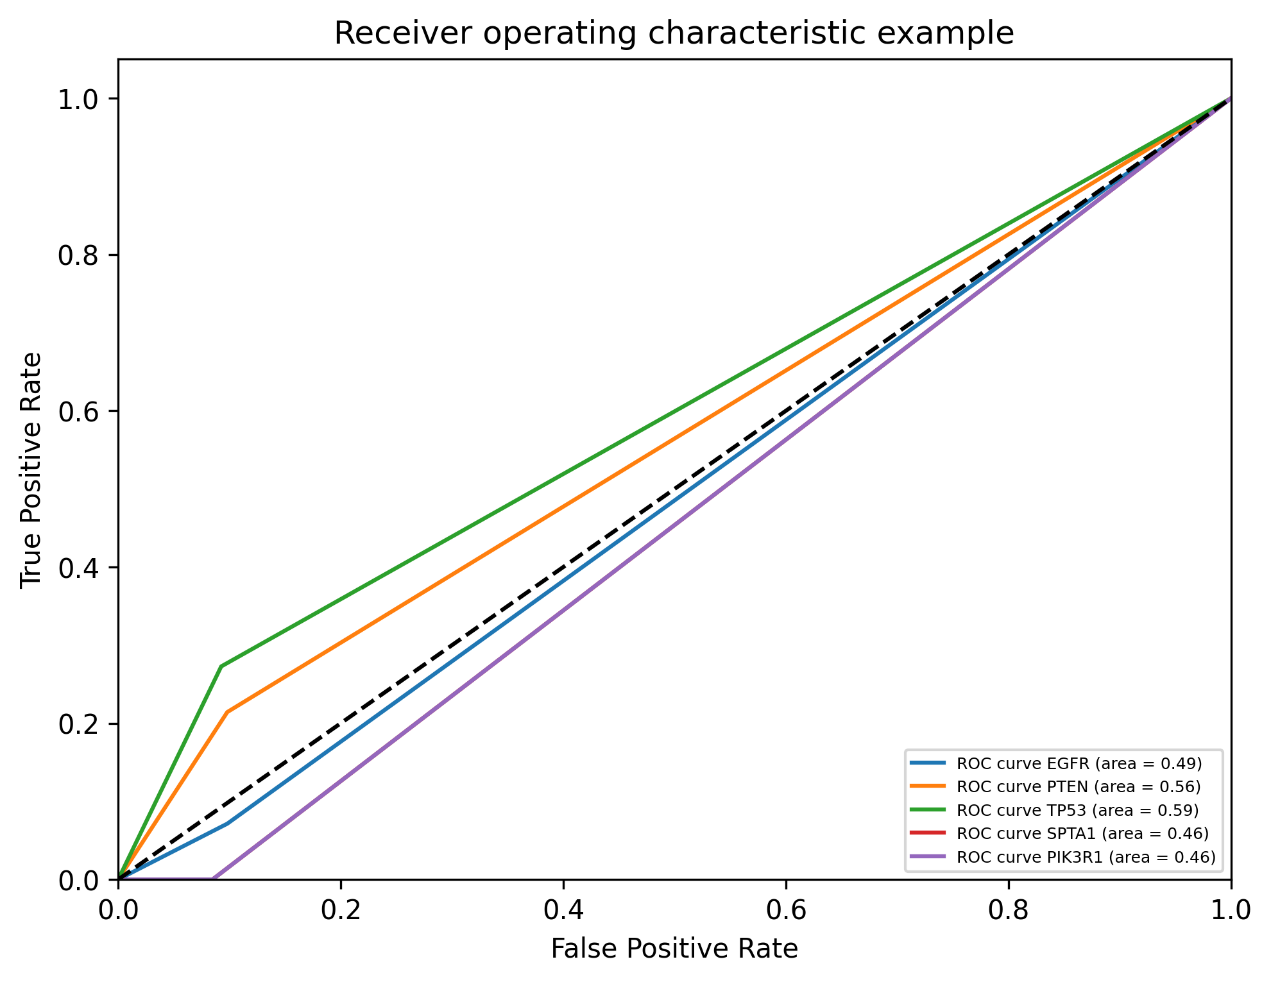 Receiver operating characteristic example
1.0
0.8
0.6
0.4
0.2
0.0
True Positive Rate
ROC curve EGFR (area = 0.49)
ROC curve PTEN (area = 0.56)
ROC curve TP53 (area = 0.59)
ROC curve SPTA1 (area = 0.46)
ROC curve PIK3R1 (area = 0.46)
0.0 0.2 0.4 0.6 0.8 1.0
False Positive Rate